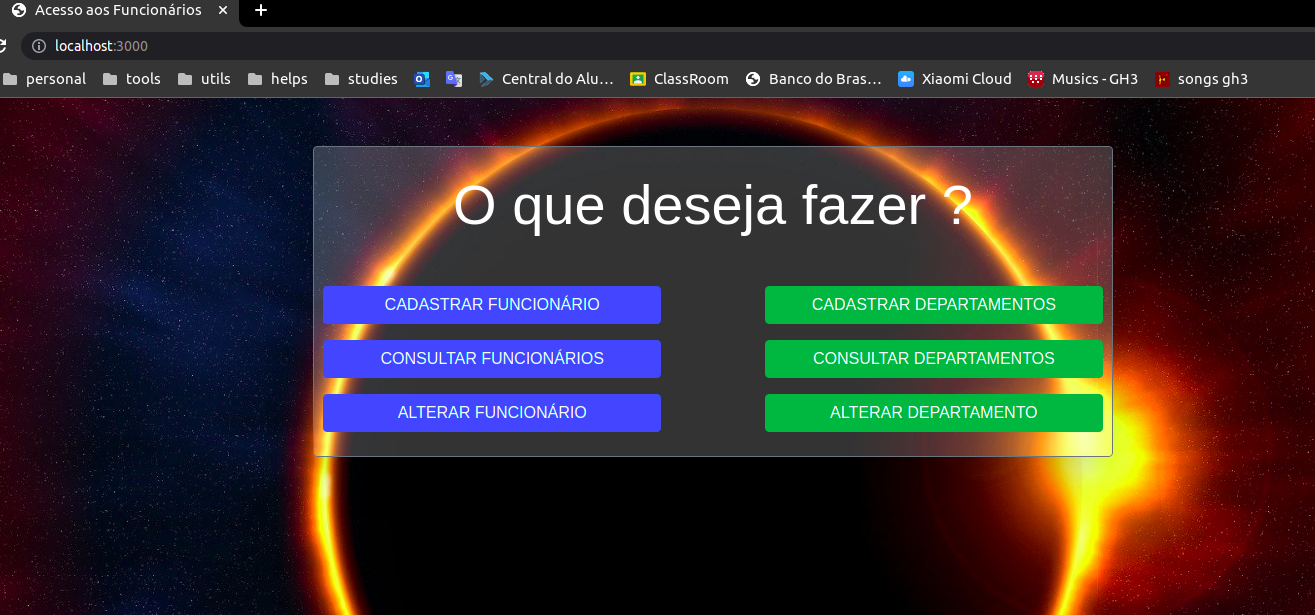 Acesso aos Funcionários
localhost:3000
personal tools utils helps studies Central do Alu... ClassRoom Banco do Bras... Xiaomi Cloud Musics - GH3 songs gh3
O que deseja fazer ?
CADASTRAR FUNCIONÁRIO CADASTRAR DEPARTAMENTOS
CONSULTAR FUNCIONÁRIOS CONSULTAR DEPARTAMENTOS
ALTERAR FUNCIONÁRIO ALTERAR DEPARTAMENTO